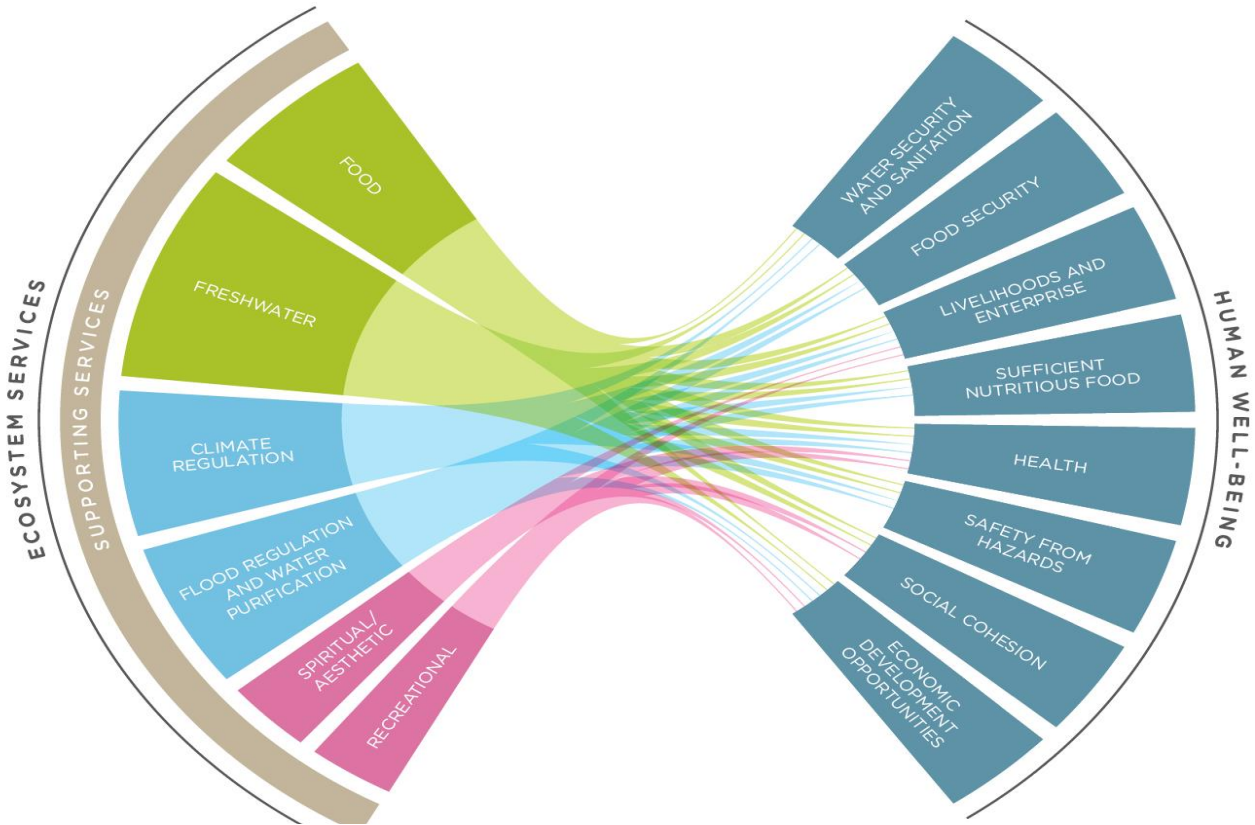 ECOSYSTEM SERVICES
SUPPORTING SERVICES
FOOD
FRESHWATER
CLIMATE
REGULATION
FLOOD REGULATION
AND WATER
PURIFICATION
SPIRITUAL/
AESTHETIC
RECREATIONAL
WATER SECURITY
AND SANITATION
FOOD SECURITY
LIVELIHOODS AND
ENTERPRISE
SUFFICIENT
NUTRITIOUS FOOD
HEALTH
SAFETY FROM
HAZARDS
SOCIAL COHESION
ECONOMIC
DEVELOPMENT
OPPORTUNITIES
HUMAN WELL-BEING